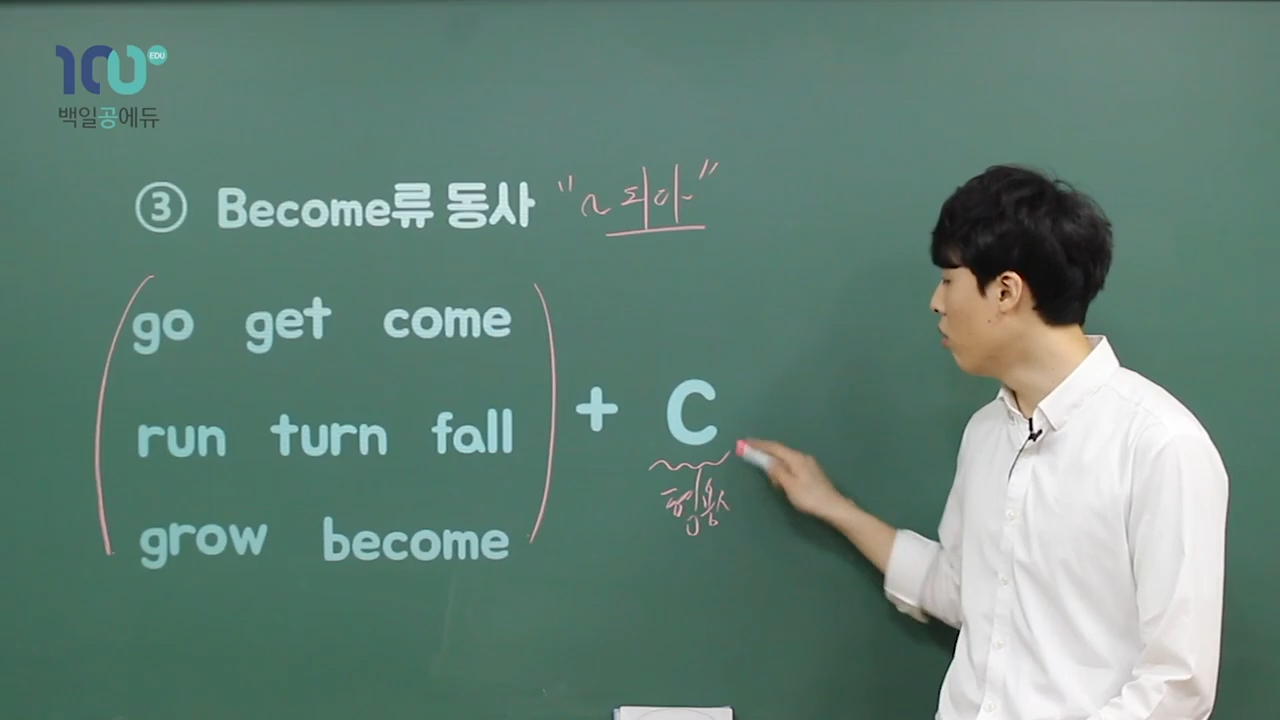 100 EDU
백일공에듀
③ Become류 동사 "~되다"
go get come
run turn fall + C
형용사
grow become